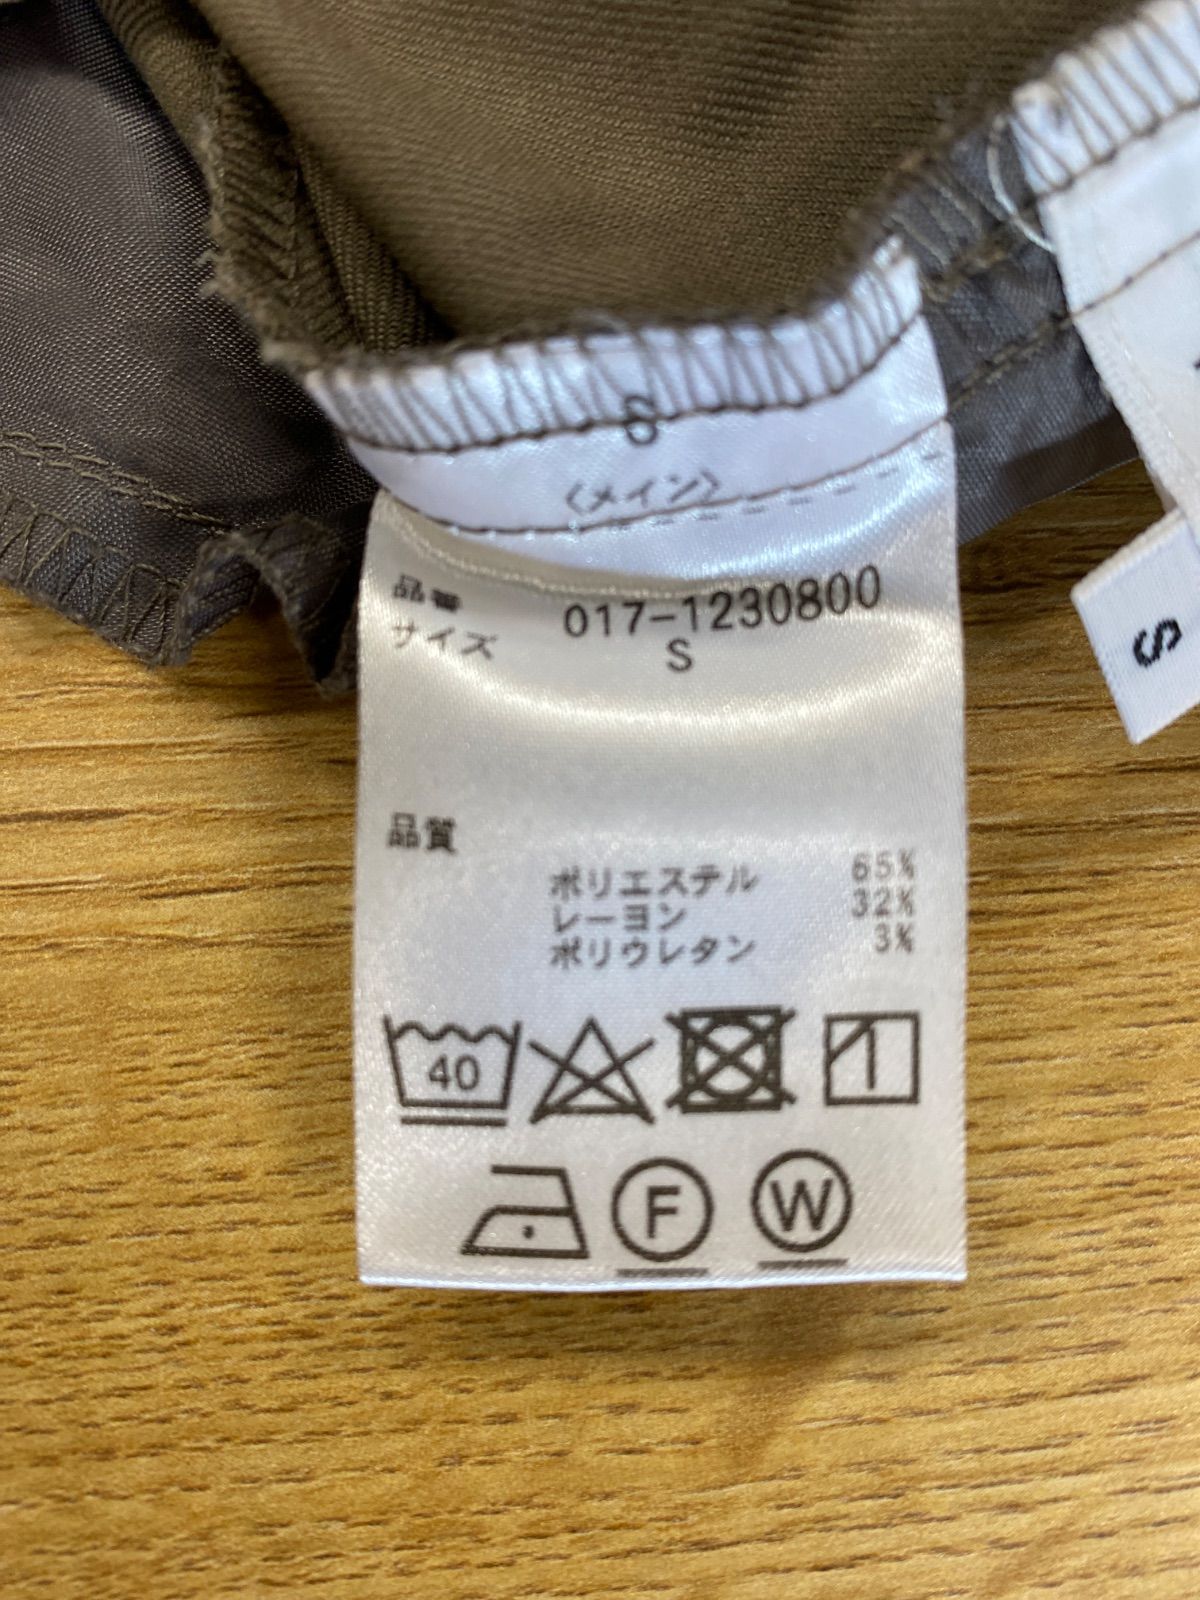 S
〈メイン〉
品番 017-1230800
サイズ S
品質
ポリエステル 65%
レーヨン 32%
ポリウレタン 3%
40
F W
S